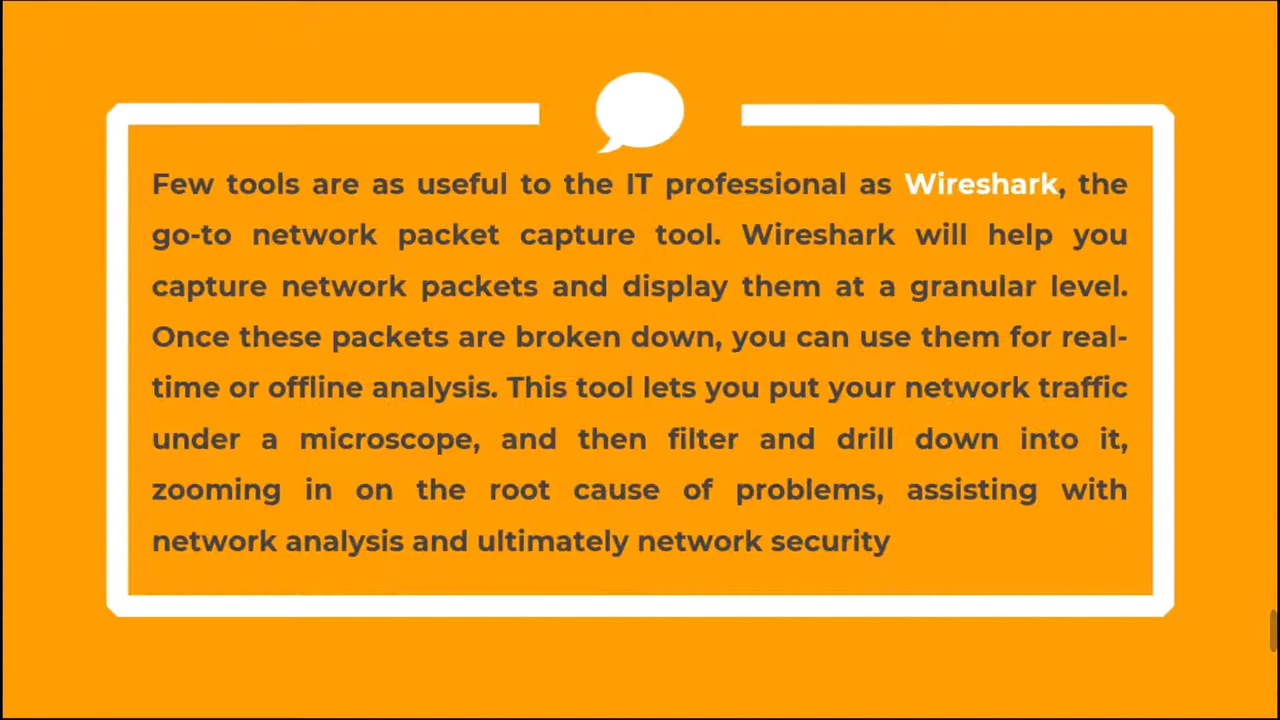 Few tools are as useful to the IT professional as Wireshark, the
go-to network packet capture tool. Wireshark will help you
capture network packets and display them at a granular level.
Once these packets are broken down, you can use them for real-
time or offline analysis. This tool lets you put your network traffic
under a microscope, and then filter and drill down into it,
zooming in on the root cause of problems, assisting with
network analysis and ultimately network security